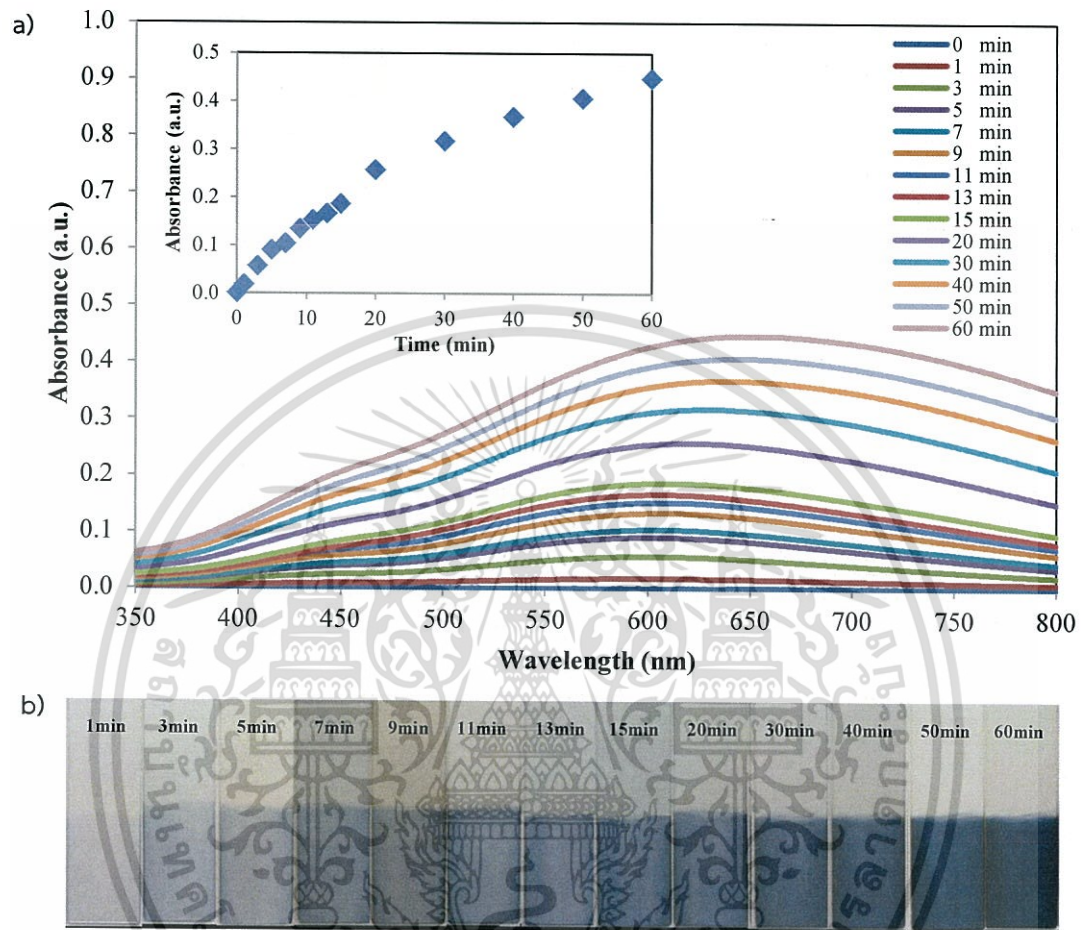 a)
1.0
0.9
0.8
0.7
0.6
0.5
0.4
0.3
0.2
0.1
0.0
Absorbance (a.u.)
350 400 450 500 550 600 650 700 750 800
Wavelength (nm)
0.5
0.4
0.3
0.2
0.1
0.0
Absorbance (a.u.)
0 10 20 30 40 50 60
Time (min)
0 min
1 min
3 min
5 min
7 min
9 min
11 min
13 min
15 min
20 min
30 min
40 min
50 min
60 min
b)
1min 3min 5min 7min 9min 11min 13min 15min 20min 30min 40min 50min 60min